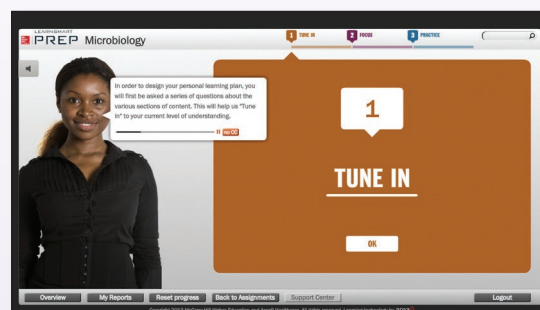 LEARNSMART
PREP Microbiology
1 TUNE IN
2 FOCUS
3 PRACTICE
In order to design your personal learning plan, you
will first be asked a series of questions about the
various sections of content. This will help us "Tune
in" to your current level of understanding.
no CC
1
TUNE IN
OK
Overview
My Reports
Reset progress
Back to Assignments
Support Center
Logout